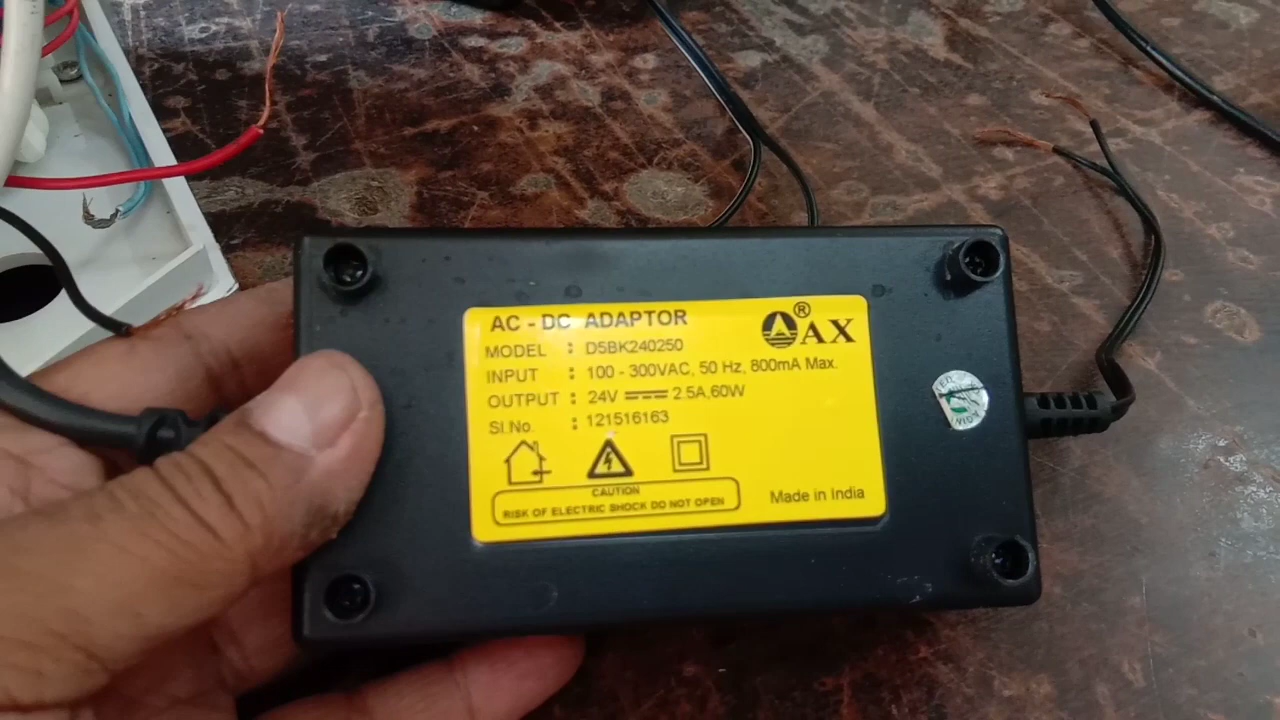 AC - DC ADAPTOR
® AX
MODEL : D5BK240250
INPUT : 100 - 300VAC, 50 Hz, 800mA Max.
OUTPUT : 24V 2.5A,60W
Sl.No. : 121516163
CAUTION
RISK OF ELECTRIC SHOCK DO NOT OPEN
Made in India